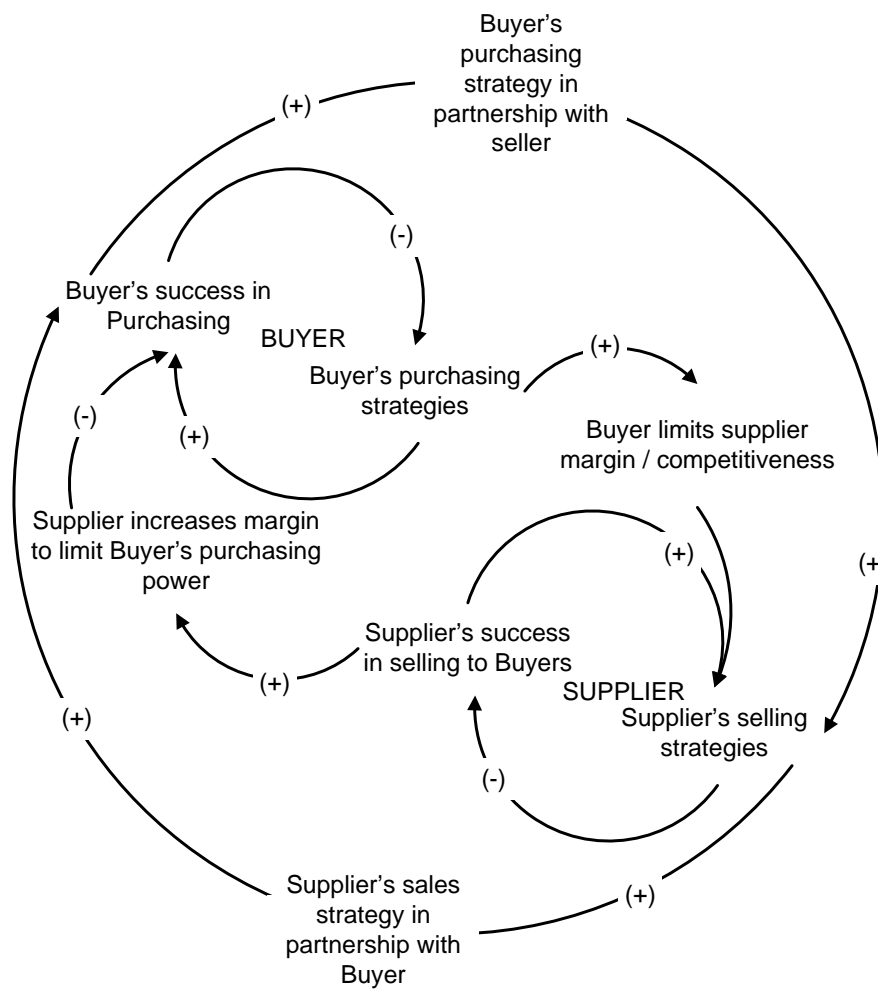 Buyer's
purchasing
strategy in
partnership with
seller
(+)
(-)
Buyer's success in
Purchasing
BUYER
(+)
Buyer's purchasing
strategies
(-)
(+)
Buyer limits supplier
margin / competitiveness
Supplier increases margin
to limit Buyer's purchasing
power
(+)
(+
Supplier's success
in selling to Buyers
(+)
SUPPLIER
Supplier's selling
strategies
(+)
(-)
Supplier's sales
strategy in
partnership with
Buyer
(+)